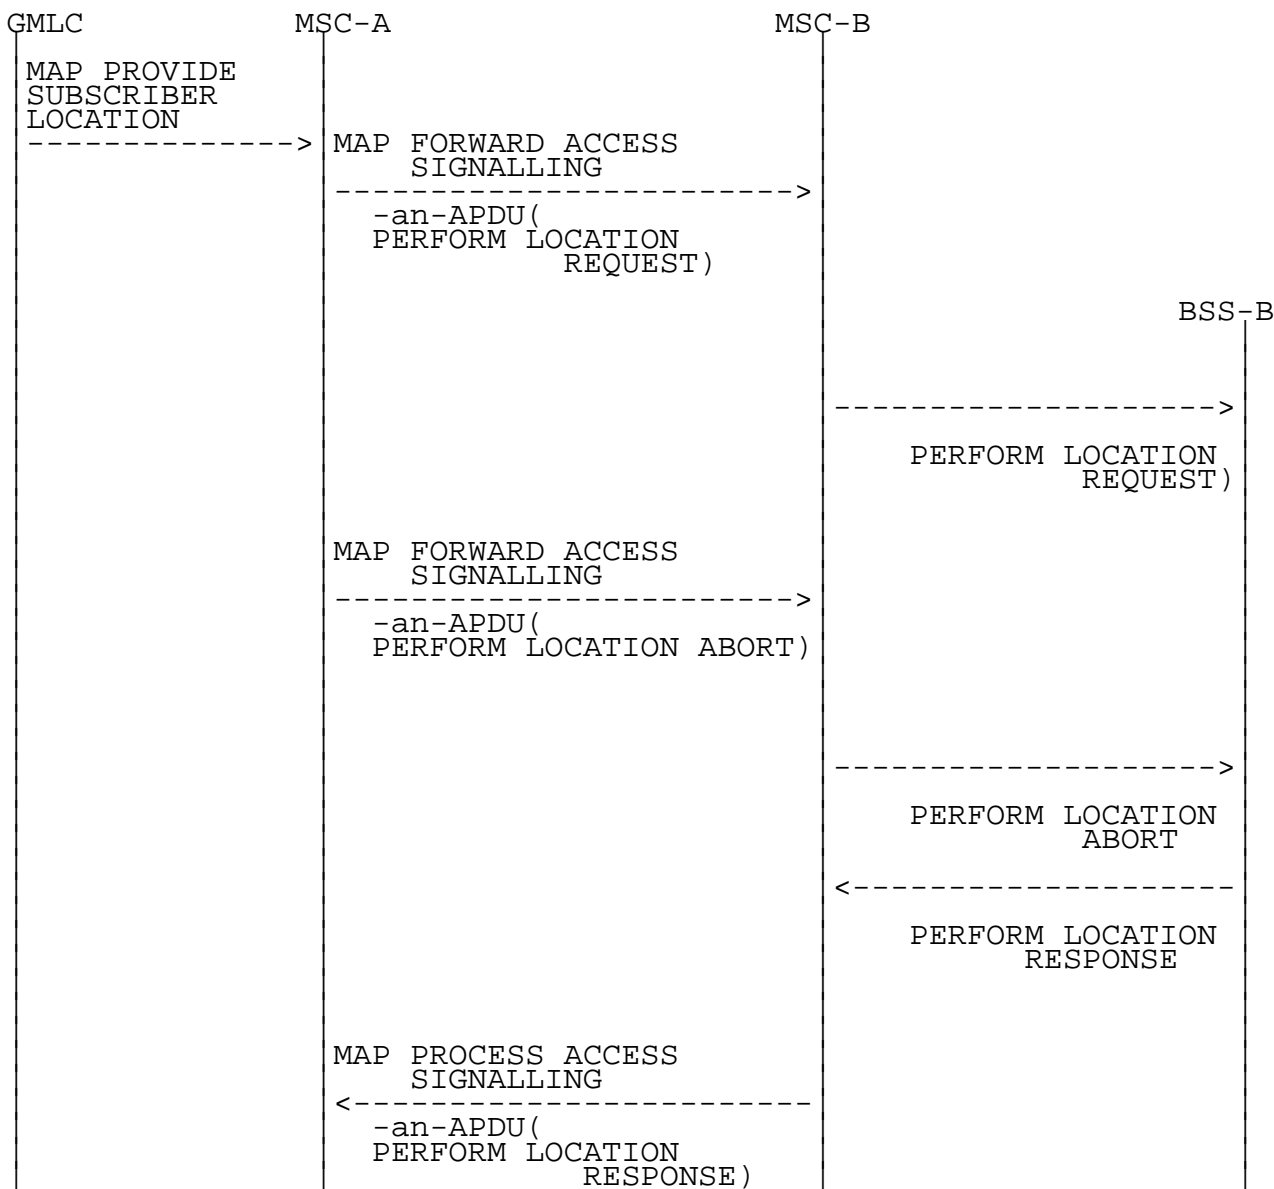 GMLC MSC-A MSC-B
MAP PROVIDE
SUBSCRIBER
LOCATION
--------------> MAP FORWARD ACCESS
SIGNALLING
------------------------>
-an-APDU(
PERFORM LOCATION
REQUEST)
BSS-B
-------------------->
PERFORM LOCATION
REQUEST)
MAP FORWARD ACCESS
SIGNALLING
------------------------>
-an-APDU(
PERFORM LOCATION ABORT)
-------------------->
PERFORM LOCATION
ABORT
<--------------------
PERFORM LOCATION
RESPONSE
MAP PROCESS ACCESS
SIGNALLING
<------------------------
-an-APDU(
PERFORM LOCATION
RESPONSE)